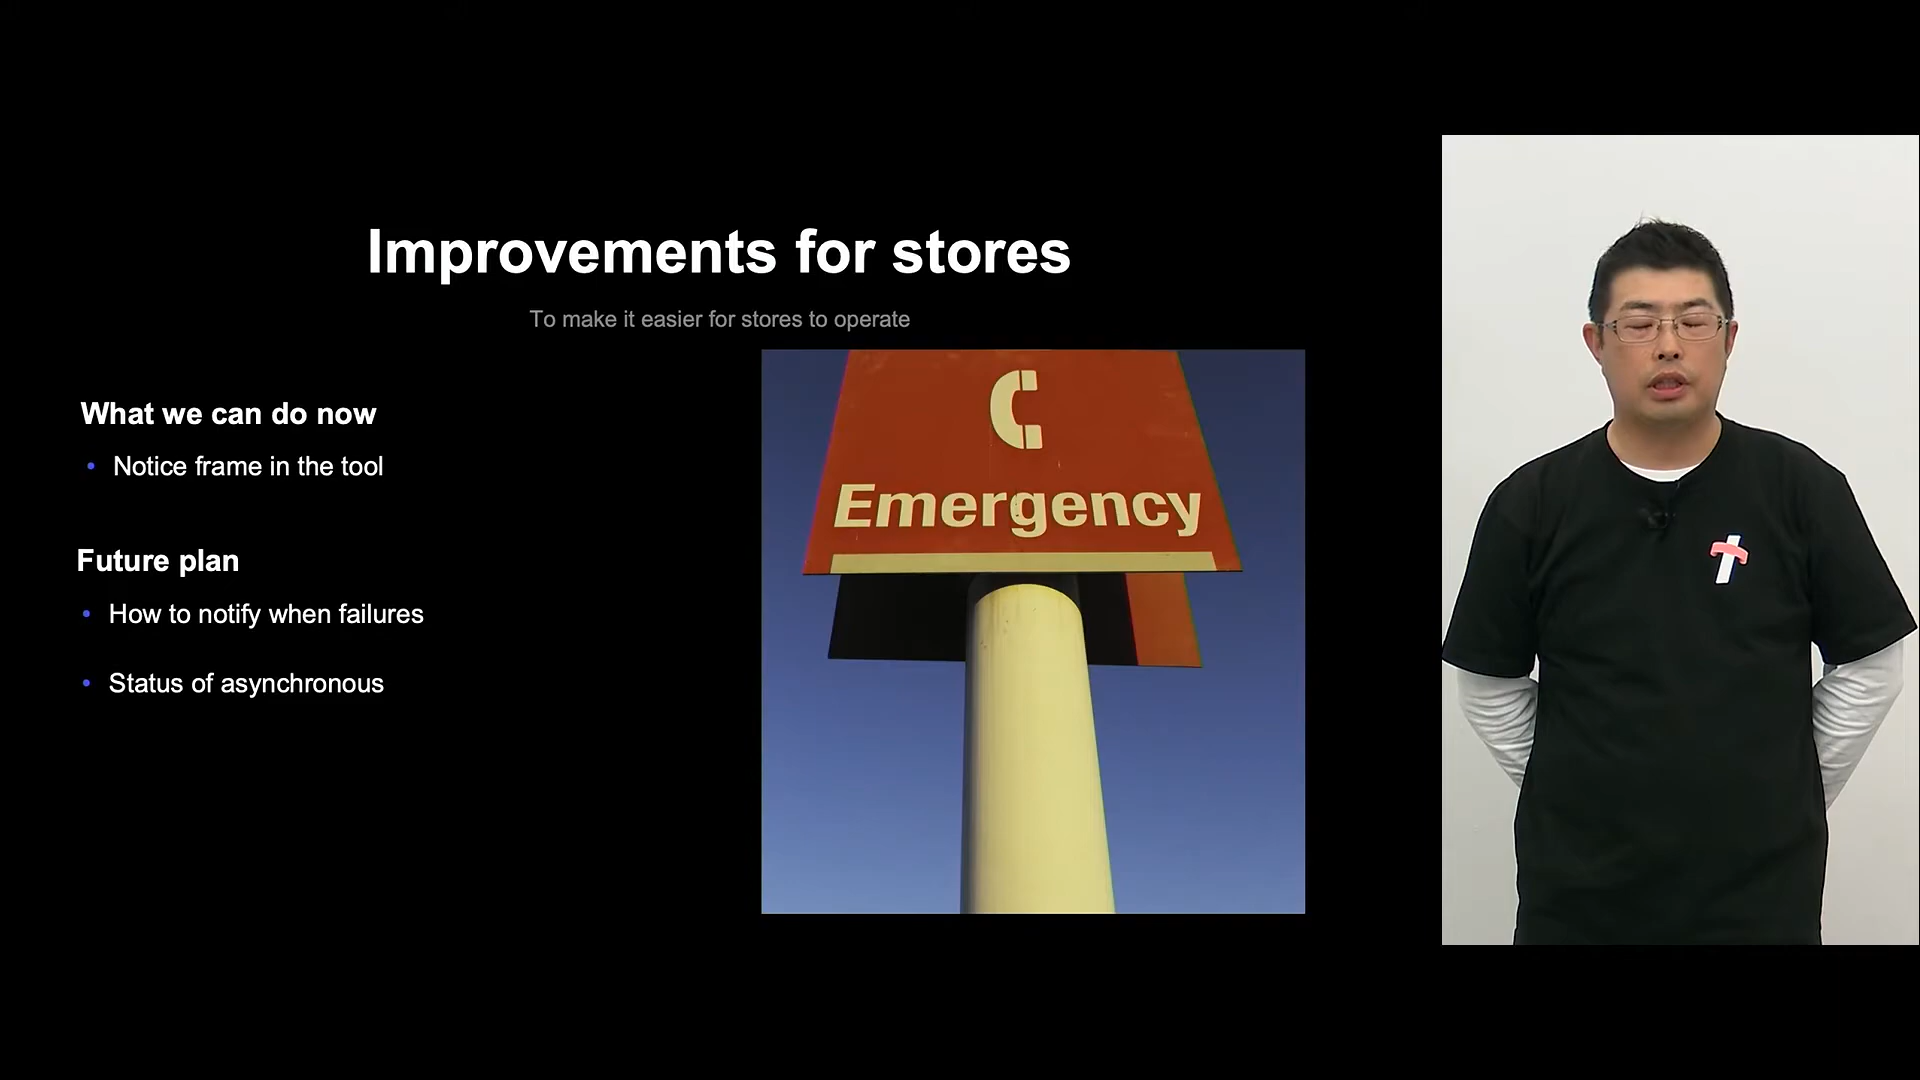 Improvements for stores
To make it easier for stores to operate
What we can do now
• Notice frame in the tool
Future plan
• How to notify when failures
• Status of asynchronous
Emergency